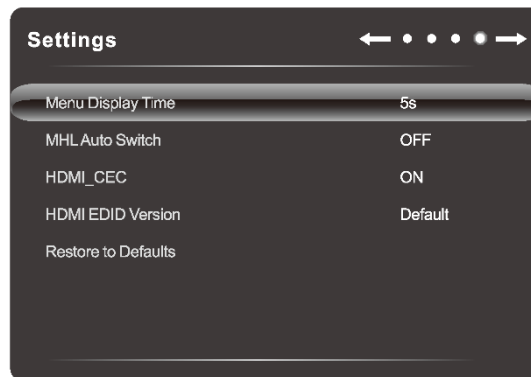 Settings
Menu Display Time 5s
MHL Auto Switch OFF
HDMI_CEC ON
HDMI EDID Version Default
Restore to Defaults